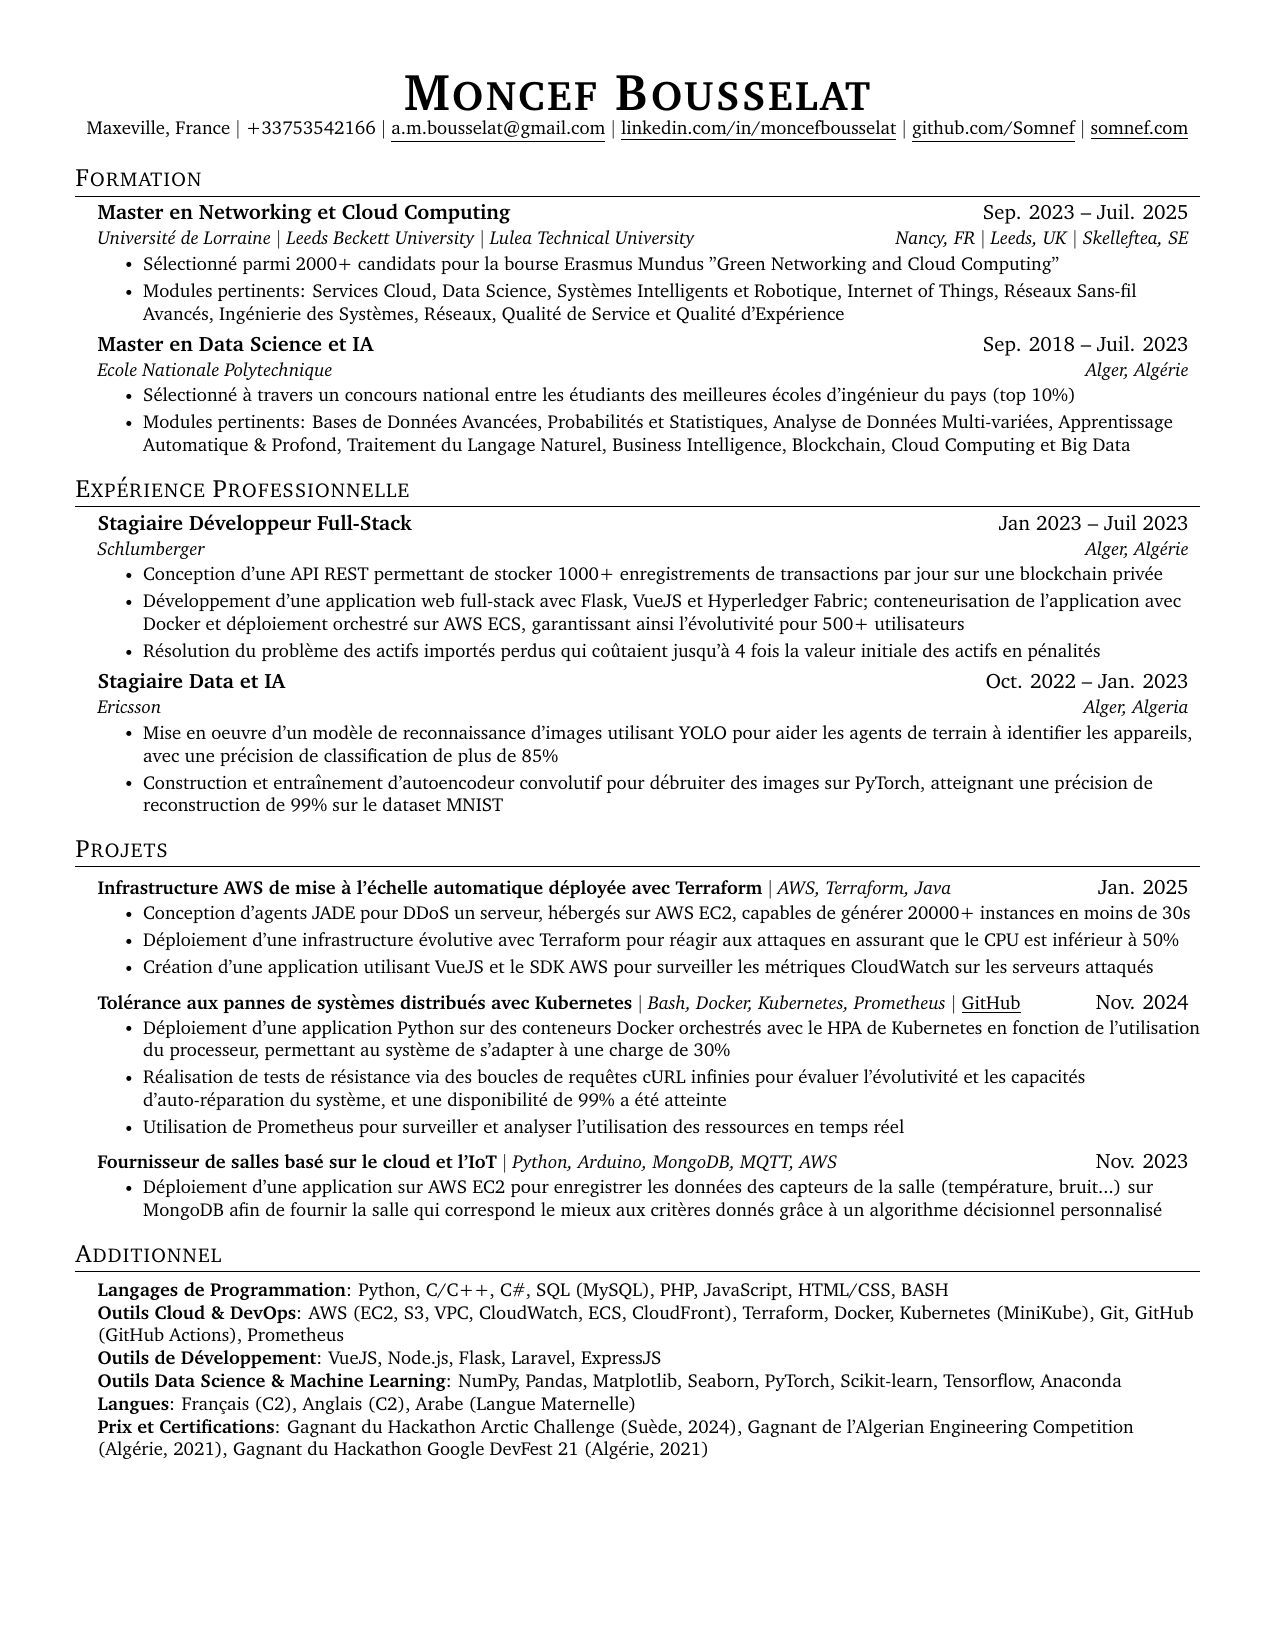 Moncef Bousselat
Maxeville, France | +33753542166 | a.m.bousselat@gmail.com | linkedin.com/in/moncefbousselat | github.com/Somnef | somnef.com
Formation
Master en Networking et Cloud Computing Sep. 2023 – Juil. 2025
Université de Lorraine | Leeds Beckett University | Lulea Technical University Nancy, FR | Leeds, UK | Skelleftea, SE
• Sélectionné parmi 2000+ candidats pour la bourse Erasmus Mundus ”Green Networking and Cloud Computing”
• Modules pertinents: Services Cloud, Data Science, Systèmes Intelligents et Robotique, Internet of Things, Réseaux Sans-fil
Avancés, Ingénierie des Systèmes, Réseaux, Qualité de Service et Qualité d’Expérience
Master en Data Science et IA Sep. 2018 – Juil. 2023
Ecole Nationale Polytechnique Alger, Algérie
• Sélectionné à travers un concours national entre les étudiants des meilleures écoles d’ingénieur du pays (top 10%)
• Modules pertinents: Bases de Données Avancées, Probabilités et Statistiques, Analyse de Données Multi-variées, Apprentissage
Automatique & Profond, Traitement du Langage Naturel, Business Intelligence, Blockchain, Cloud Computing et Big Data
Expérience Professionnelle
Stagiaire Développeur Full-Stack Jan 2023 – Juil 2023
Schlumberger Alger, Algérie
• Conception d’une API REST permettant de stocker 1000+ enregistrements de transactions par jour sur une blockchain privée
• Développement d’une application web full-stack avec Flask, VueJS et Hyperledger Fabric; conteneurisation de l’application avec
Docker et déploiement orchestré sur AWS ECS, garantissant ainsi l’évolutivité pour 500+ utilisateurs
• Résolution du problème des actifs importés perdus qui coûtaient jusqu’à 4 fois la valeur initiale des actifs en pénalités
Stagiaire Data et IA Oct. 2022 – Jan. 2023
Ericsson Alger, Algeria
• Mise en oeuvre d’un modèle de reconnaissance d’images utilisant YOLO pour aider les agents de terrain à identifier les appareils,
avec une précision de classification de plus de 85%
• Construction et entraînement d’autoencodeur convolutif pour débruiter des images sur PyTorch, atteignant une précision de
reconstruction de 99% sur le dataset MNIST
Projets
Infrastructure AWS de mise à l’échelle automatique déployée avec Terraform | AWS, Terraform, Java Jan. 2025
• Conception d’agents JADE pour DDoS un serveur, hébergés sur AWS EC2, capables de générer 20000+ instances en moins de 30s
• Déploiement d’une infrastructure évolutive avec Terraform pour réagir aux attaques en assurant que le CPU est inférieur à 50%
• Création d’une application utilisant VueJS et le SDK AWS pour surveiller les métriques CloudWatch sur les serveurs attaqués
Tolérance aux pannes de systèmes distribués avec Kubernetes | Bash, Docker, Kubernetes, Prometheus | GitHub Nov. 2024
• Déploiement d’une application Python sur des conteneurs Docker orchestrés avec le HPA de Kubernetes en fonction de l’utilisation
du processeur, permettant au système de s’adapter à une charge de 30%
• Réalisation de tests de résistance via des boucles de requêtes cURL infinies pour évaluer l’évolutivité et les capacités
d’auto-réparation du système, et une disponibilité de 99% a été atteinte
• Utilisation de Prometheus pour surveiller et analyser l’utilisation des ressources en temps réel
Fournisseur de salles basé sur le cloud et l’IoT | Python, Arduino, MongoDB, MQTT, AWS Nov. 2023
• Déploiement d’une application sur AWS EC2 pour enregistrer les données des capteurs de la salle (température, bruit...) sur
MongoDB afin de fournir la salle qui correspond le mieux aux critères donnés grâce à un algorithme décisionnel personnalisé
Additionnel
Langages de Programmation: Python, C/C++, C#, SQL (MySQL), PHP, JavaScript, HTML/CSS, BASH
Outils Cloud & DevOps: AWS (EC2, S3, VPC, CloudWatch, ECS, CloudFront), Terraform, Docker, Kubernetes (MiniKube), Git, GitHub
(GitHub Actions), Prometheus
Outils de Développement: VueJS, Node.js, Flask, Laravel, ExpressJS
Outils Data Science & Machine Learning: NumPy, Pandas, Matplotlib, Seaborn, PyTorch, Scikit-learn, Tensorflow, Anaconda
Langues: Français (C2), Anglais (C2), Arabe (Langue Maternelle)
Prix et Certifications: Gagnant du Hackathon Arctic Challenge (Suède, 2024), Gagnant de l’Algerian Engineering Competition
(Algérie, 2021), Gagnant du Hackathon Google DevFest 21 (Algérie, 2021)